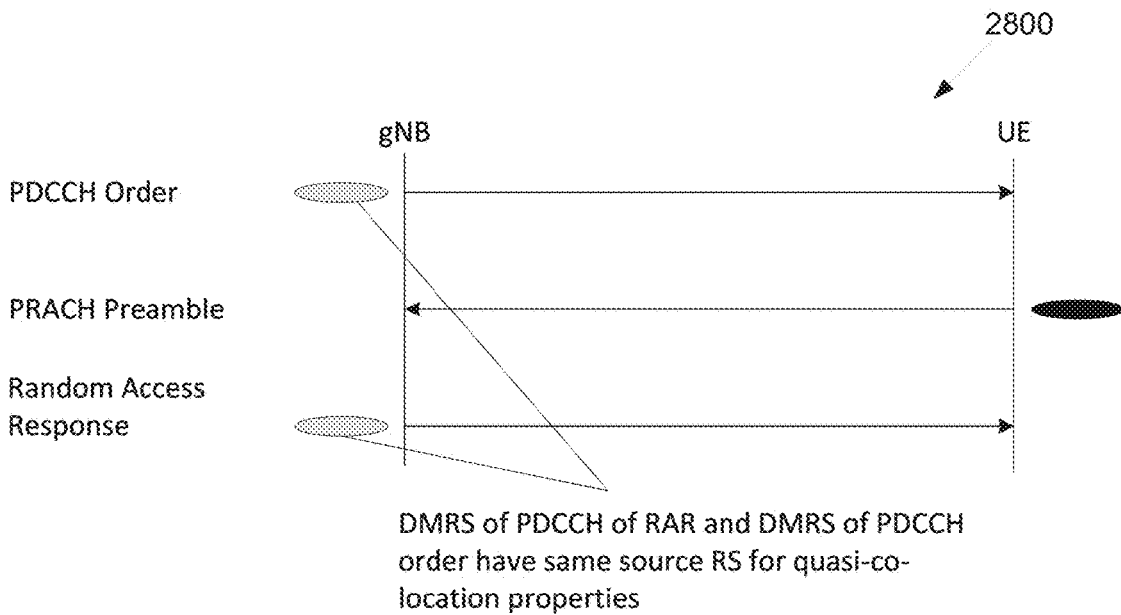 2800
gNB
UE
PDCCH Order
PRACH Preamble
Random Access
Response
DMRS of PDCCH of RAR and DMRS of PDCCH
order have same source RS for quasi-co-
location properties